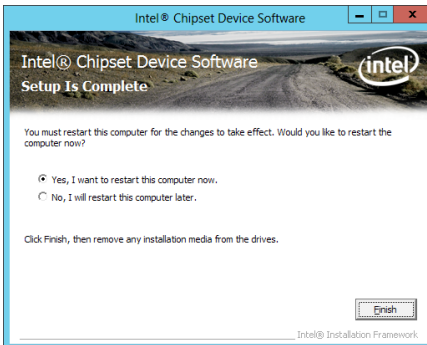 Intel® Chipset Device Software
Intel® Chipset Device Software
intel
Setup Is Complete
You must restart this computer for the changes to take effect. Would you like to restart the
computer now?
Yes, I want to restart this computer now.
No, I will restart this computer later.
Click Finish, then remove any installation media from the drives.
Finish
Intel® Installation Framework